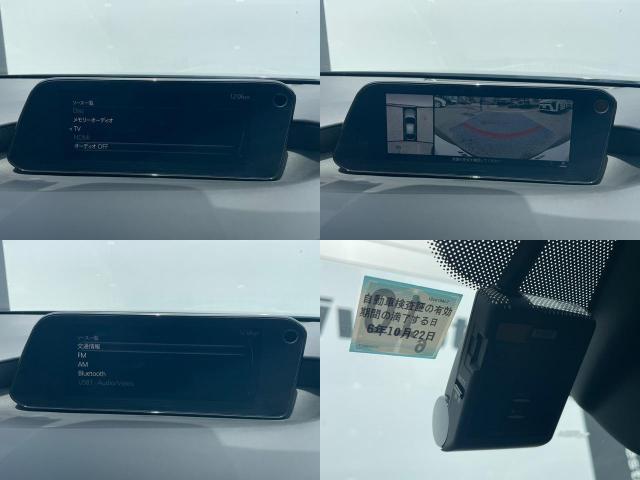 ソース一覧
12:06PM
Disc
メモリーオーディオ
TV
HDMI
オーディオ OFF
ソース一覧
交通情報
FM
AM
Bluetooth
USB1 - Audio/Video
自動車検査証の有効
期間の満了する日
6年10月22日